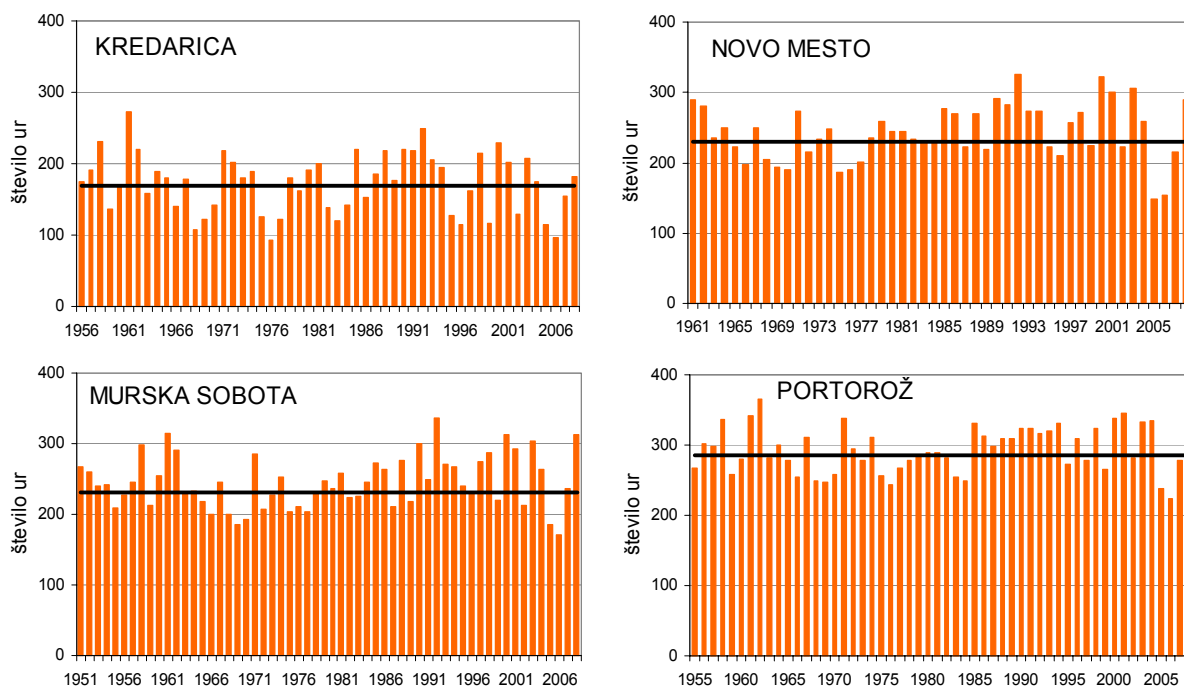 KREDARICA
število ur
400
300
200
100
0
1956 1961 1966 1971 1976 1981 1986 1991 1996 2001 2006
NOVO MESTO
število ur
400
300
200
100
0
1961 1965 1969 1973 1977 1981 1985 1989 1993 1997 2001 2005
MURSKA SOBOTA
število ur
400
300
200
100
0
1951 1956 1961 1966 1971 1976 1981 1986 1991 1996 2001 2006
PORTOROŽ
število ur
400
300
200
100
0
1955 1960 1965 1970 1975 1980 1985 1990 1995 2000 2005